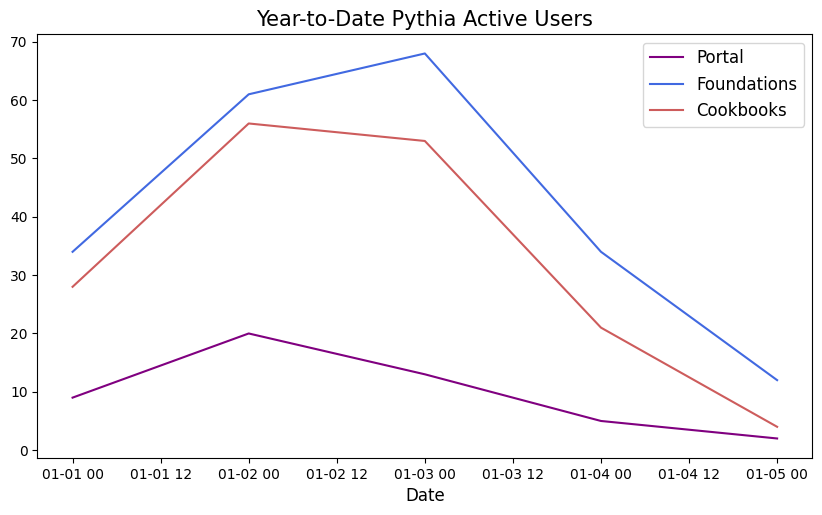 Year-to-Date Pythia Active Users
Portal
Foundations
Cookbooks
70
60
50
40
30
20
10
0
01-01 00 01-01 12 01-02 00 01-02 12 01-03 00 01-03 12 01-04 00 01-04 12 01-05 00
Date